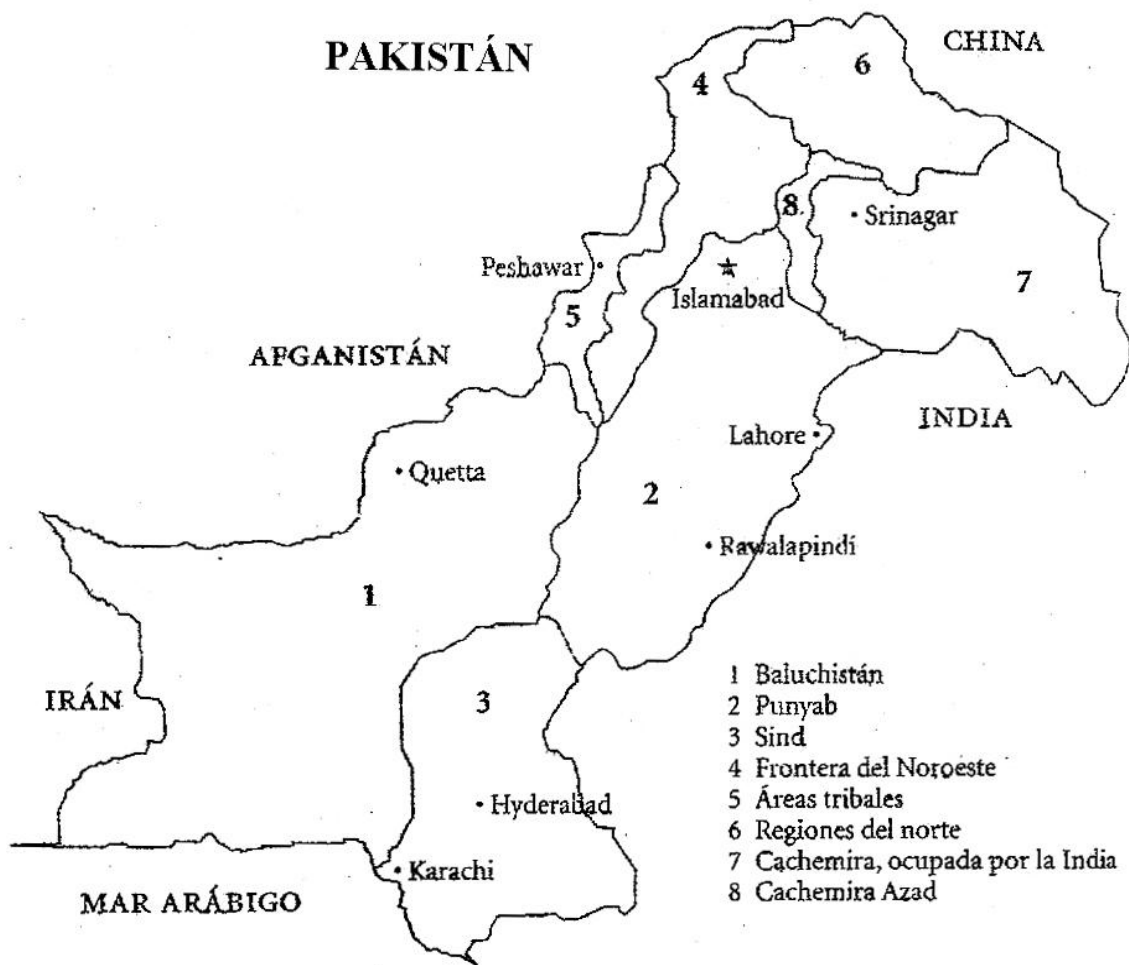 PAKISTÁN
CHINA
4
6
8
Srinagar
Peshawar
Islamabad
7
5
AFGANISTÁN
INDIA
Lahore
Quetta
2
Rawalapindí
1
IRÁN
3
Hyderabad
Karachi
MAR ARÁBIGO
1 Baluchistán
2 Punyab
3 Sind
4 Frontera del Noroeste
5 Áreas tribales
6 Regiones del norte
7 Cachemira, ocupada por la India
8 Cachemira Azad